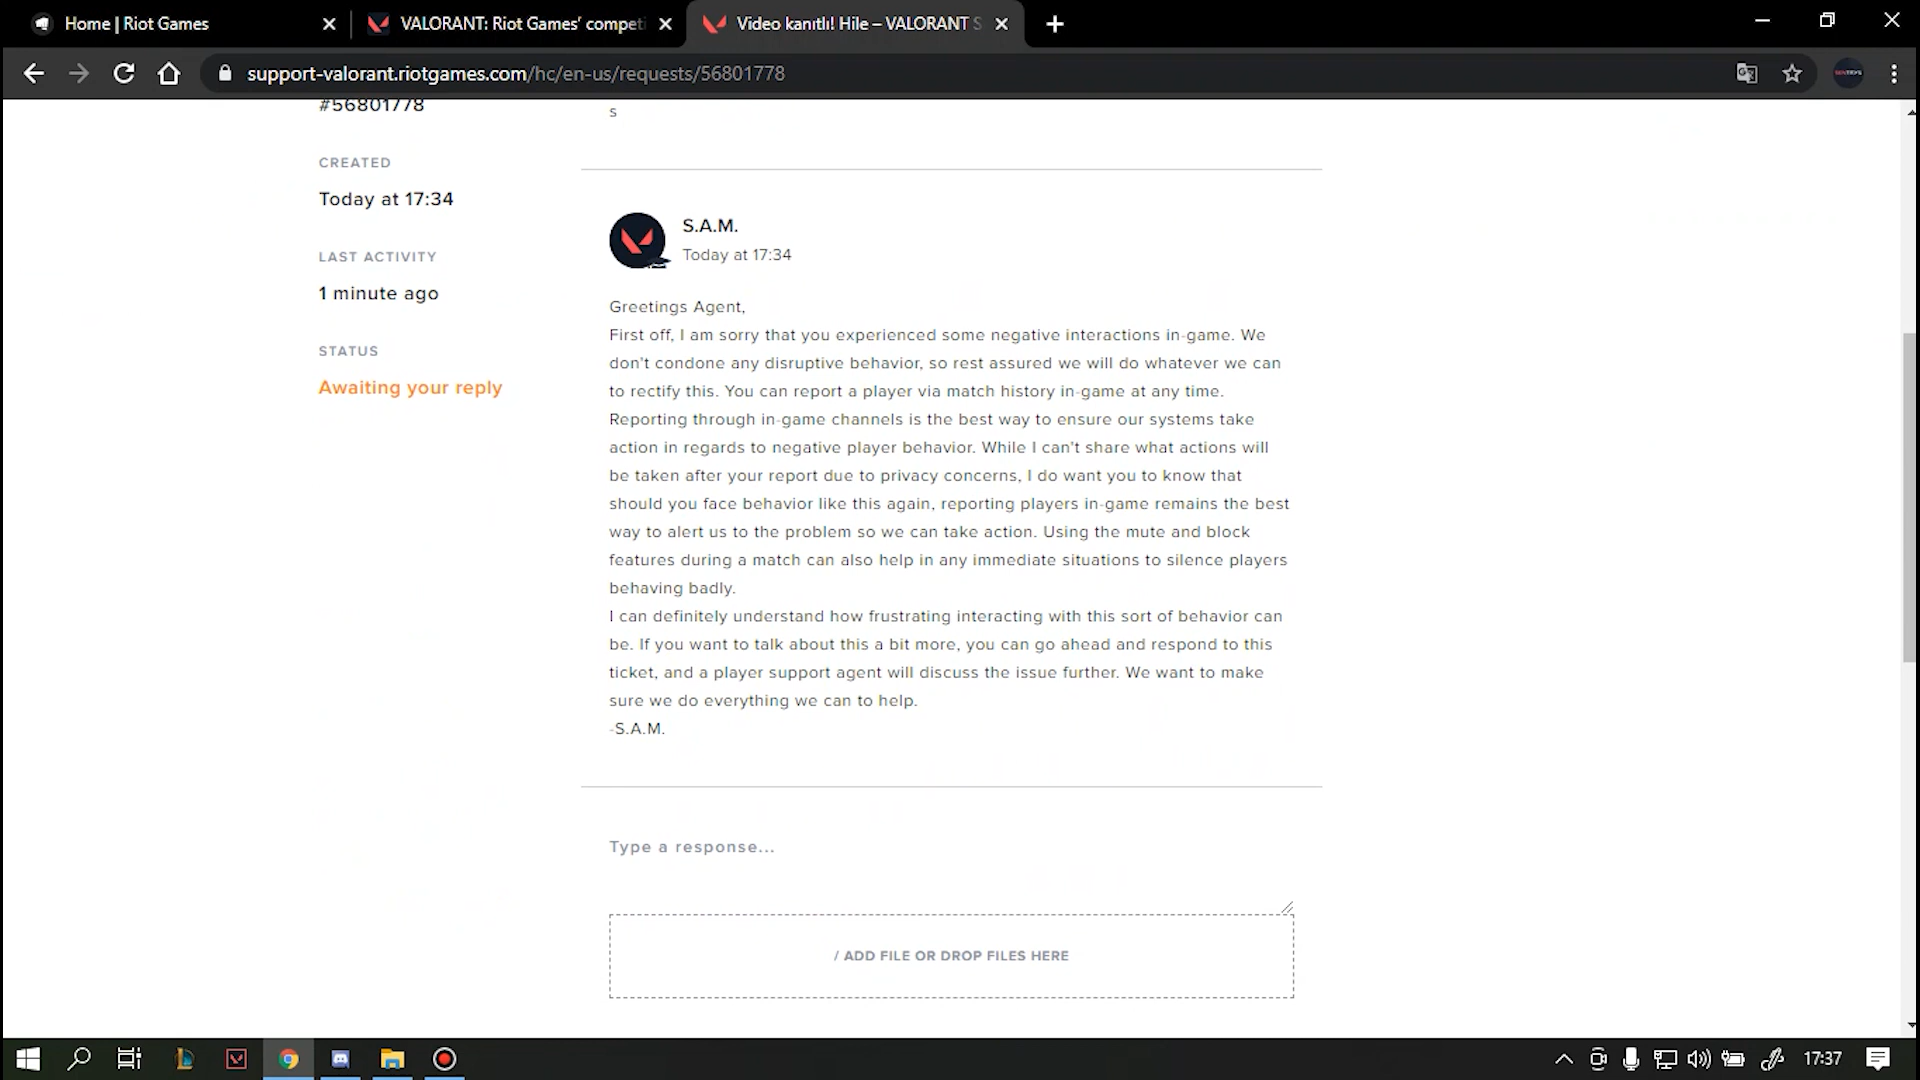 Home | Riot Games
VALORANT: Riot Games' competi
Video kanıtlı! Hile – VALORANT S
support-valorant.riotgames.com/hc/en-us/requests/56801778
#56801778
CREATED
Today at 17:34
LAST ACTIVITY
1 minute ago
STATUS
Awaiting your reply
s
S.A.M.
Today at 17:34
Greetings Agent,
First off, I am sorry that you experienced some negative interactions in-game. We
don't condone any disruptive behavior, so rest assured we will do whatever we can
to rectify this. You can report a player via match history in-game at any time.
Reporting through in-game channels is the best way to ensure our systems take
action in regards to negative player behavior. While I can't share what actions will
be taken after your report due to privacy concerns, I do want you to know that
should you face behavior like this again, reporting players in-game remains the best
way to alert us to the problem so we can take action. Using the mute and block
features during a match can also help in any immediate situations to silence players
behaving badly.
I can definitely understand how frustrating interacting with this sort of behavior can
be. If you want to talk about this a bit more, you can go ahead and respond to this
ticket, and a player support agent will discuss the issue further. We want to make
sure we do everything we can to help.
-S.A.M.
Type a response...
/ ADD FILE OR DROP FILES HERE
17:37